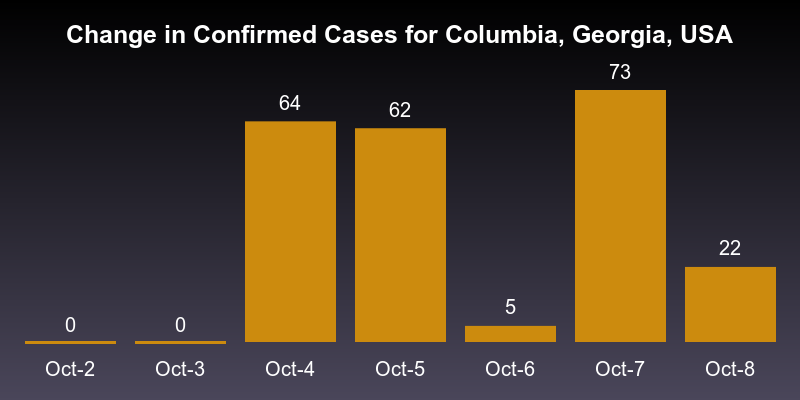 Change in Confirmed Cases for Columbia, Georgia, USA
0
0
64
62
5
73
22
Oct-2
Oct-3
Oct-4
Oct-5
Oct-6
Oct-7
Oct-8